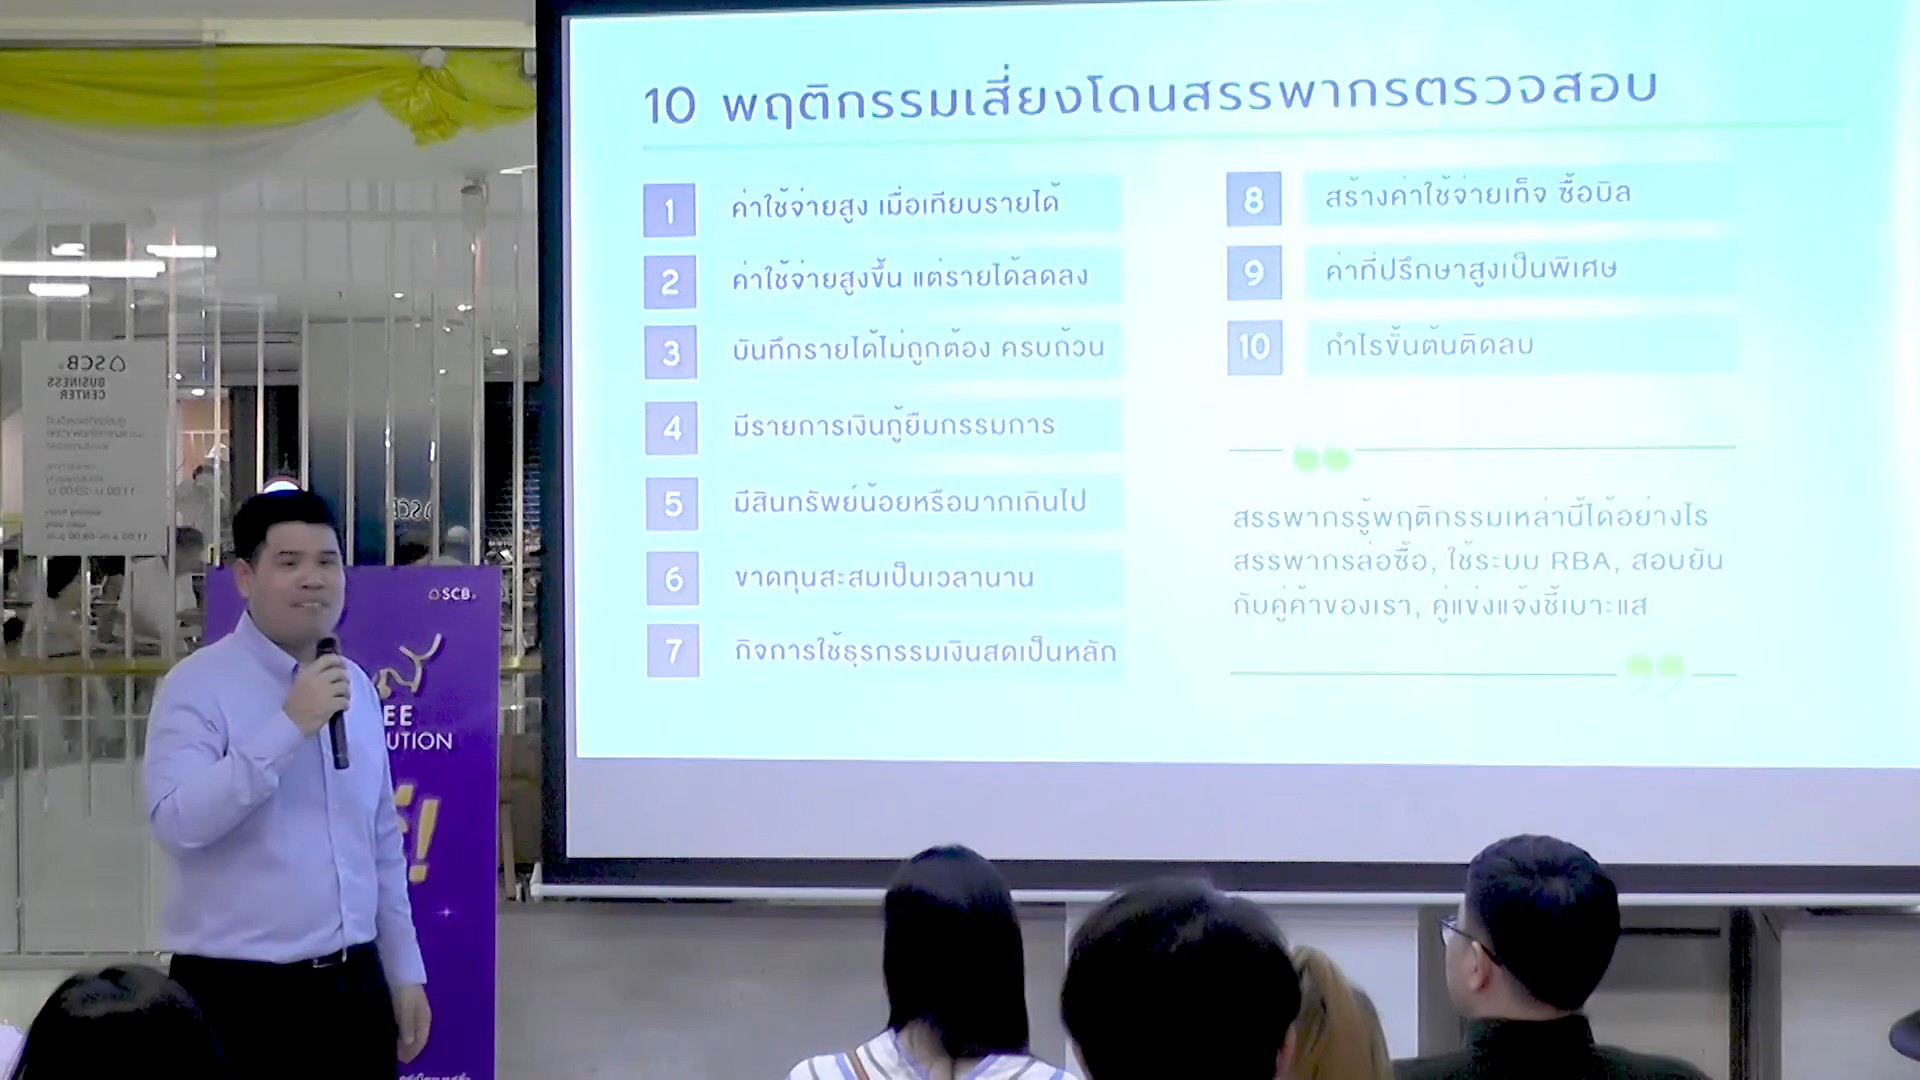 10 พฤติกรรมเสี่ยงโดนสรรพากรตรวจสอบ
1 ค่าใช้จ่ายสูง เมื่อเทียบรายได้
2 ค่าใช้จ่ายสูงขึ้น แต่รายได้ลดลง
3 บันทึกรายได้ไม่ถูกต้อง ครบถ้วน
4 มีรายการเงินกู้ยืมกรรมการ
5 มีสินทรัพย์น้อยหรือมากเกินไป
6 ขาดทุนสะสมเป็นเวลานาน
7 กิจการใช้ธุรกรรมเงินสดเป็นหลัก
8 สร้างค่าใช้จ่ายเท็จ ซื้อบิล
9 ค่าที่ปรึกษาสูงเป็นพิเศษ
10 กำไรขั้นต้นติดลบ
สรรพากรรู้พฤติกรรมเหล่านี้ได้อย่างไร
สรรพากรล่อซื้อ, ใช้ระบบ RBA, สอบยัน
กับคู่ค้าของเรา, คู่แข่งแจ้งชี้เบาะแส
SCB
BUSINESS
CENTER
SCB
SCB
EE
UTION